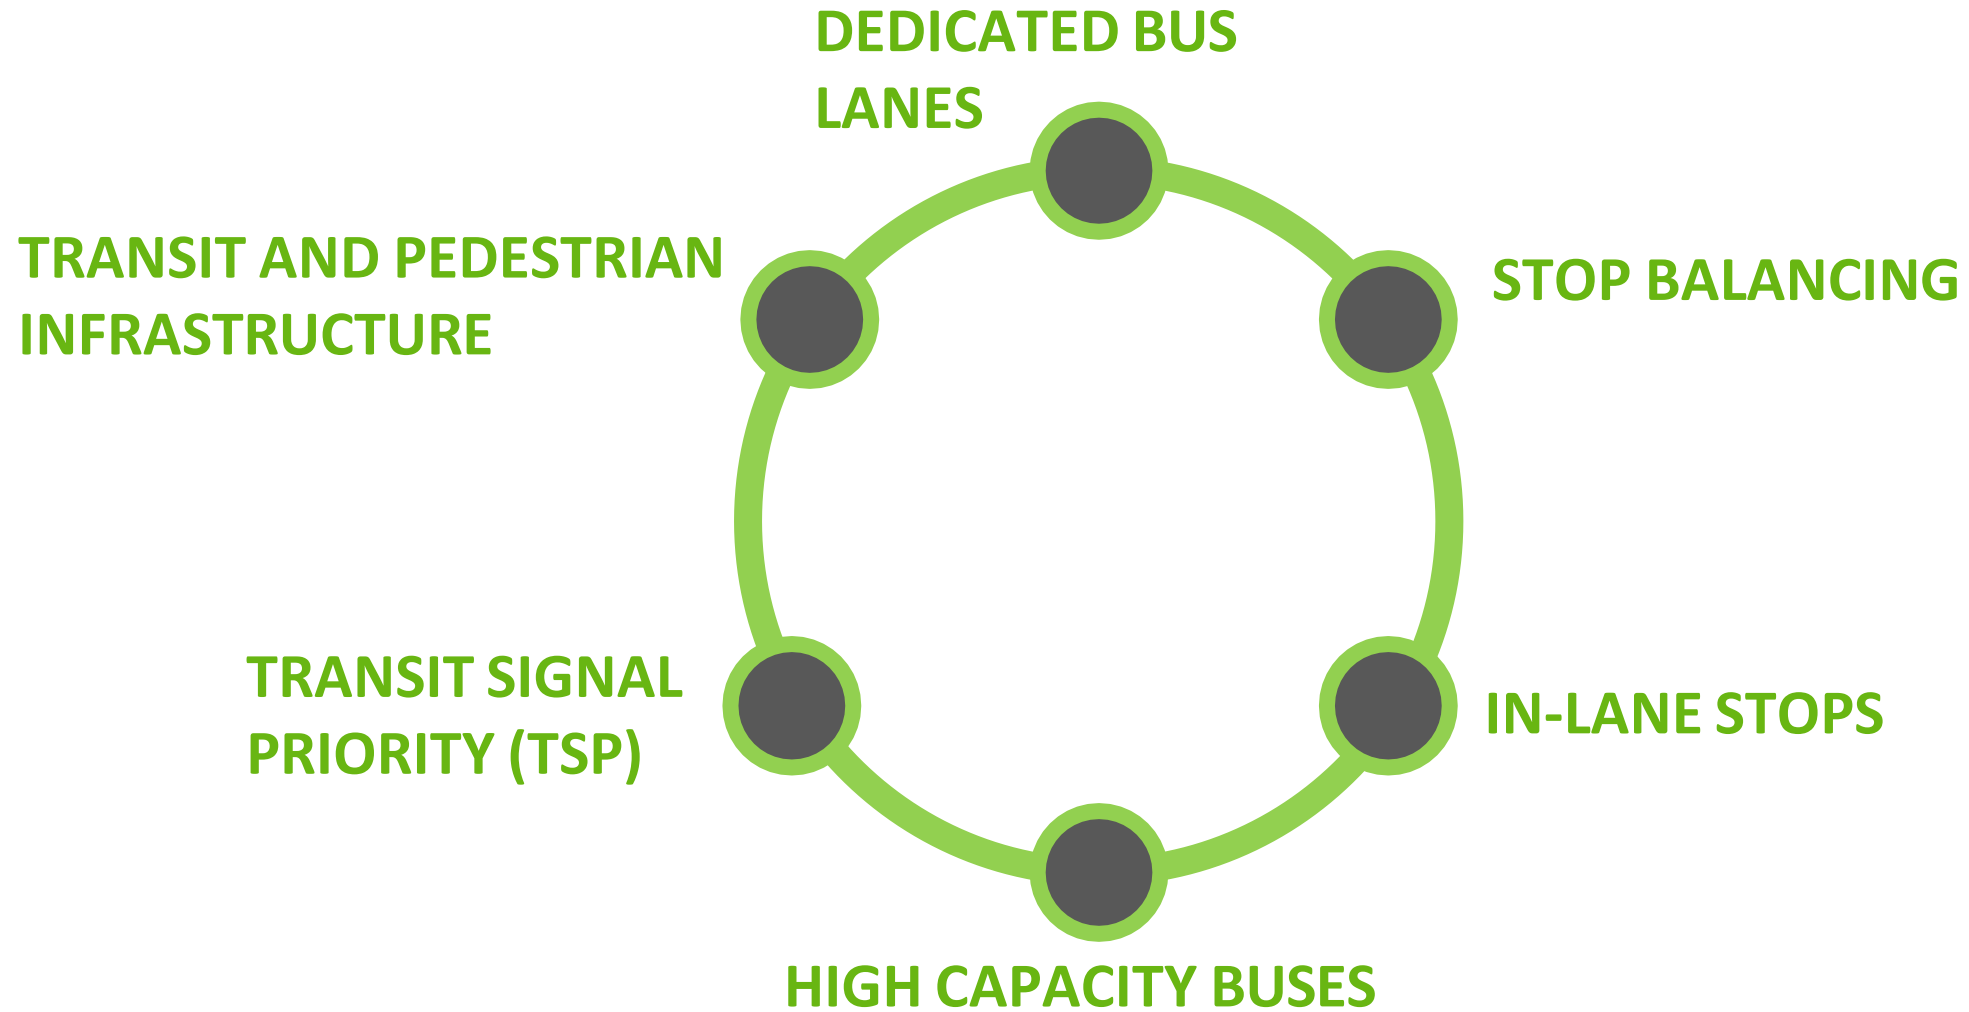 DEDICATED BUS
LANES
TRANSIT AND PEDESTRIAN
INFRASTRUCTURE
STOP BALANCING
TRANSIT SIGNAL
PRIORITY (TSP)
IN-LANE STOPS
HIGH CAPACITY BUSES